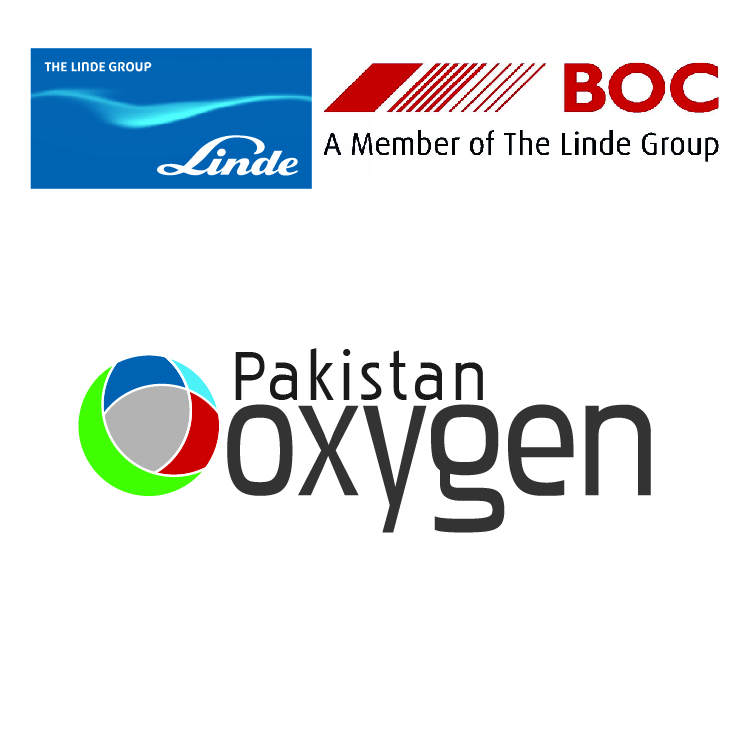 THE LINDE GROUP
Linde
BOC
A Member of The Linde Group
Pakistan
oxygen